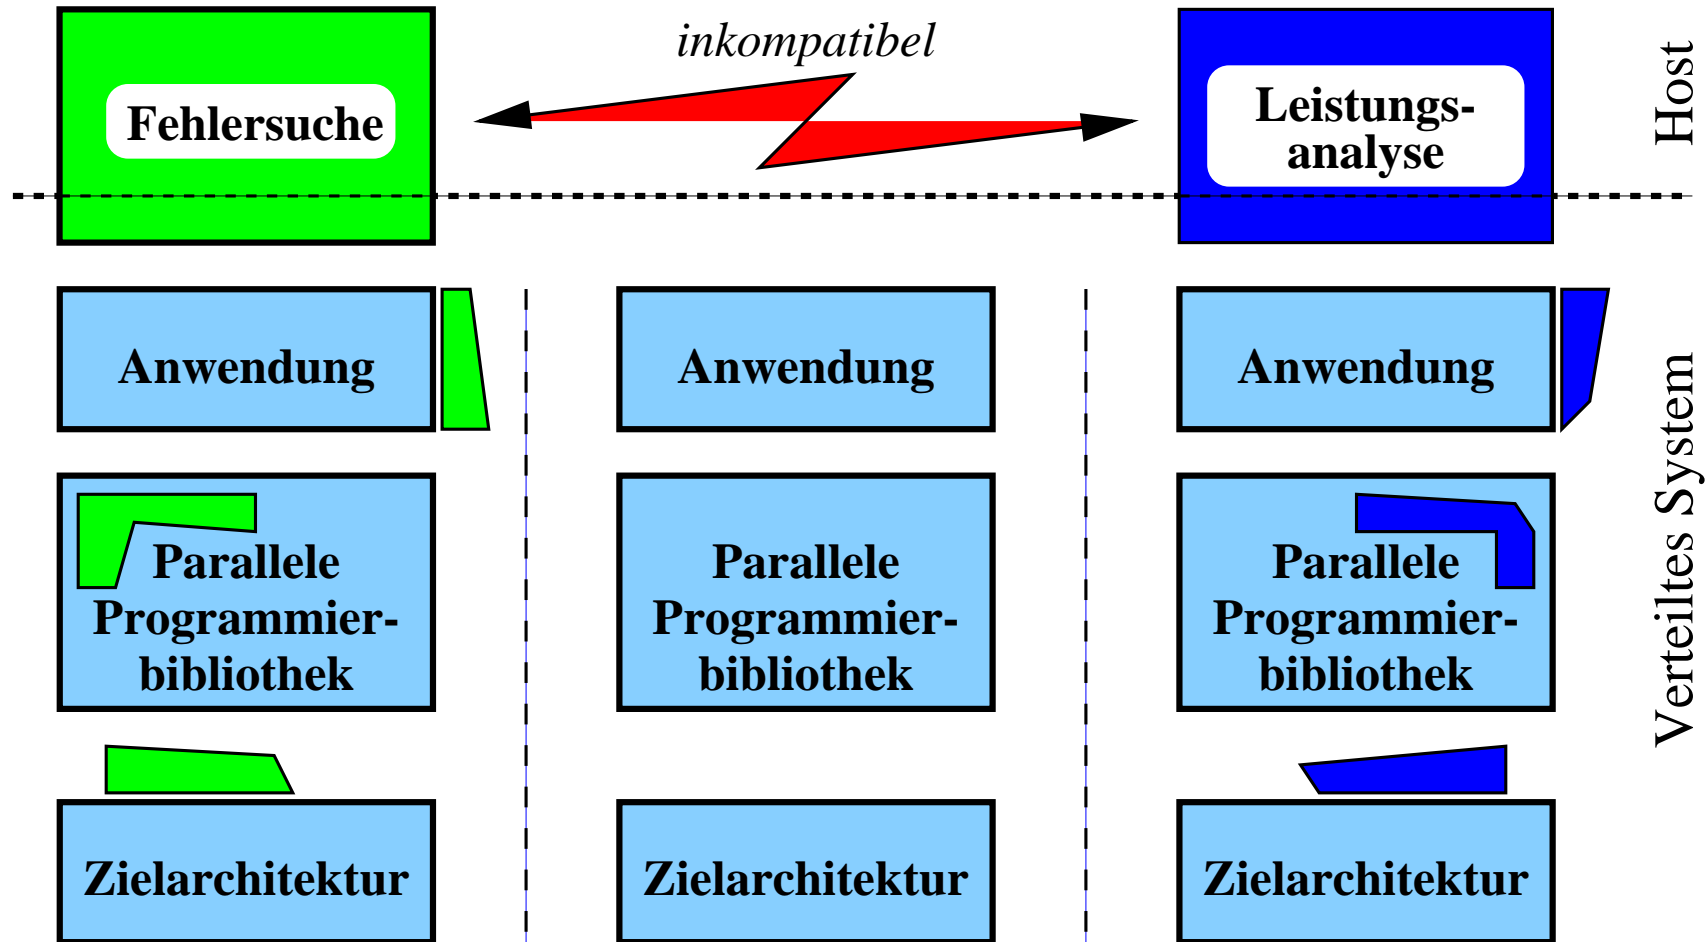 inkompatibel
Fehlersuche
Leistungs-
analyse
Host
Anwendung
Anwendung
Anwendung
Parallele
Programmier-
bibliothek
Parallele
Programmier-
bibliothek
Parallele
Programmier-
bibliothek
Verteiltes System
Zielarchitektur
Zielarchitektur
Zielarchitektur